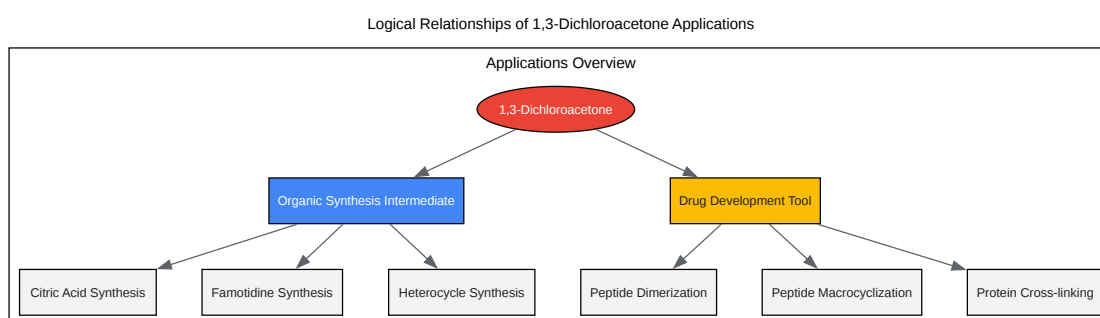 Logical Relationships of 1,3-Dichloroacetone Applications
Applications Overview
1,3-Dichloroacetone
Organic Synthesis Intermediate
Drug Development Tool
Citric Acid Synthesis
Famotidine Synthesis
Heterocycle Synthesis
Peptide Dimerization
Peptide Macrocyclization
Protein Cross-linking